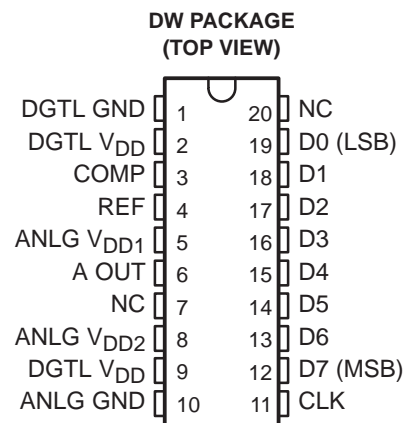 DW PACKAGE
(TOP VIEW)
DGTL GND 1 20 NC
DGTL VDD 2 19 D0 (LSB)
COMP 3 18 D1
REF 4 17 D2
ANLG VDD1 5 16 D3
A OUT 6 15 D4
NC 7 14 D5
ANLG VDD2 8 13 D6
DGTL VDD 9 12 D7 (MSB)
ANLG GND 10 11 CLK